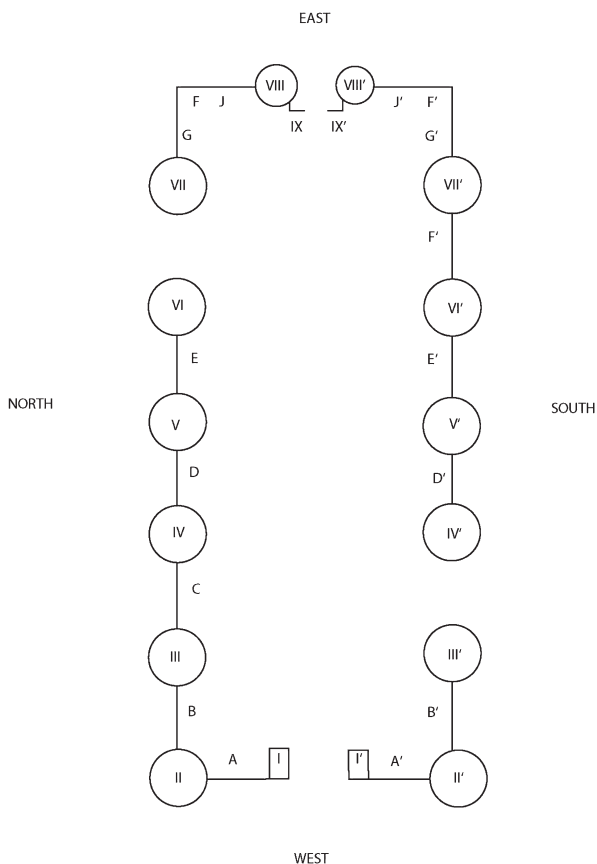 EAST
VIII VIII‘
F J J‘ F‘
IX IX‘
G G‘
VII VII‘
F‘
VI VI‘
E E‘
NORTH SOUTH
V V‘
D D‘
IV IV‘
C
III III‘
B B‘
A I I‘ A‘
II II‘
WEST